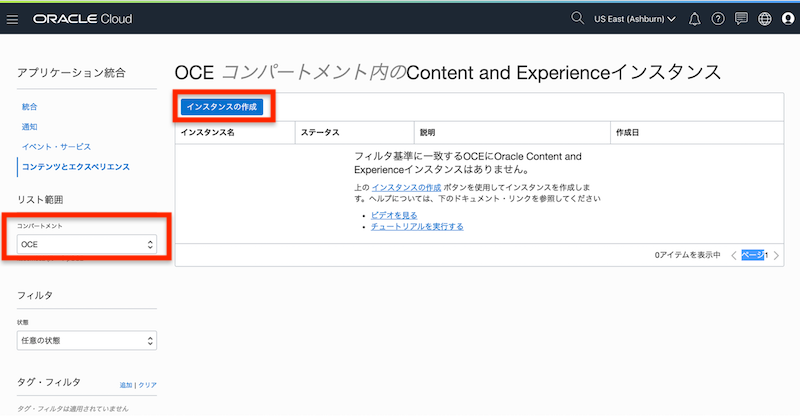 ORACLE Cloud
US East (Ashburn)
アプリケーション統合
統合
通知
イベント・サービス
コンテンツとエクスペリエンス
リスト範囲
コンパートメント
OCE
フィルタ
状態
任意の状態
タグ・フィルタ
追加 | クリア
タグ・フィルタは適用されていません
OCE コンパートメント内のContent and Experienceインスタンス
インスタンスの作成
インスタンス名 ステータス 説明 作成日
フィルタ基準に一致するOCEにOracle Content and
Experienceインスタンスはありません。
上の インスタンスの作成 ボタンを使用してインスタンスを作成しま
す。ヘルプについては、下のドキュメント・リンクを参照してください
ビデオを見る
チュートリアルを実行する
0アイテムを表示中 ページ1